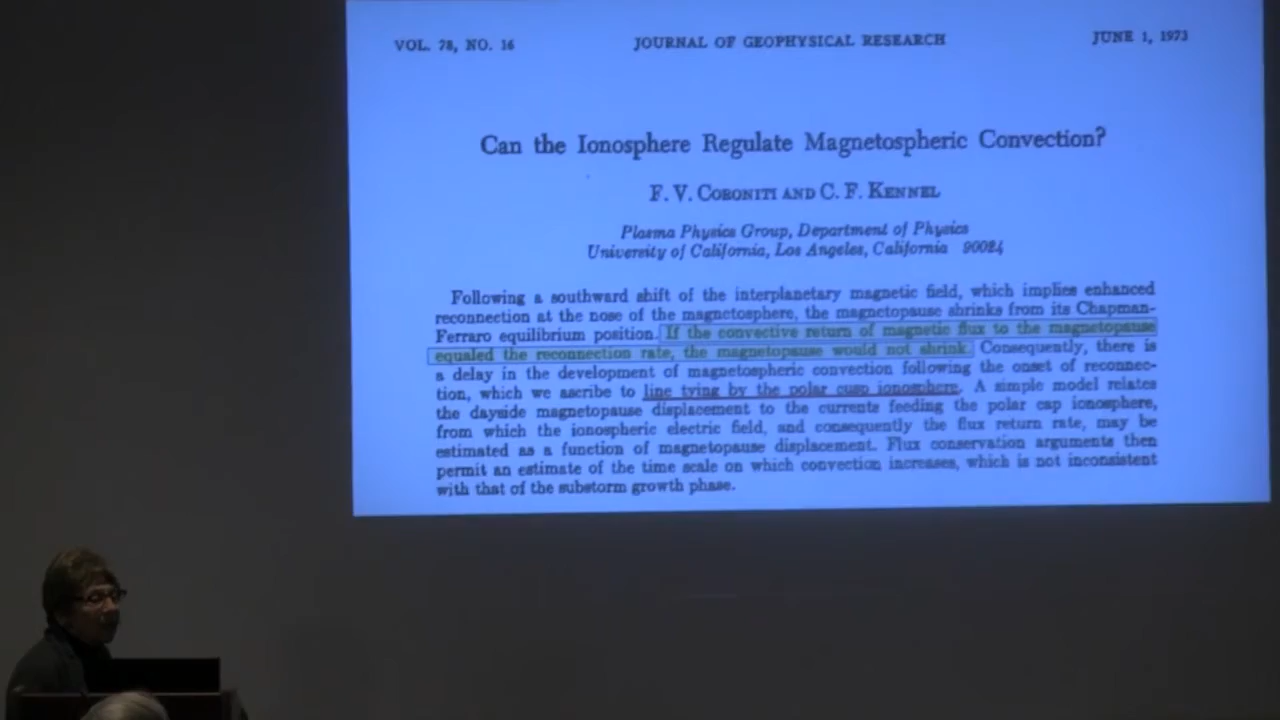 VOL. 78, NO. 16 JOURNAL OF GEOPHYSICAL RESEARCH JUNE 1, 1973
Can the Ionosphere Regulate Magnetospheric Convection?
F. V. CORONITI AND C. F. KENNEL
Plasma Physics Group, Department of Physics
University of California, Los Angeles, California 90024
Following a southward shift of the interplanetary magnetic field, which implies enhanced
reconnection at the nose of the magnetosphere, the magnetopause shrinks from its Chapman-
Ferraro equilibrium position. If the convective return of magnetic flux to the magnetopause
equaled the reconnection rate, the magnetopause would not shrink. Consequently, there is
a delay in the development of magnetospheric convection following the onset of reconnec-
tion, which we ascribe to line tying by the polar cusp ionosphere. A simple model relates
the dayside magnetopause displacement to the currents feeding the polar cap ionosphere,
from which the ionospheric electric field, and consequently the flux return rate, may be
estimated as a function of magnetopause displacement. Flux conservation arguments then
permit an estimate of the time scale on which convection increases, which is not inconsistent
with that of the substorm growth phase.